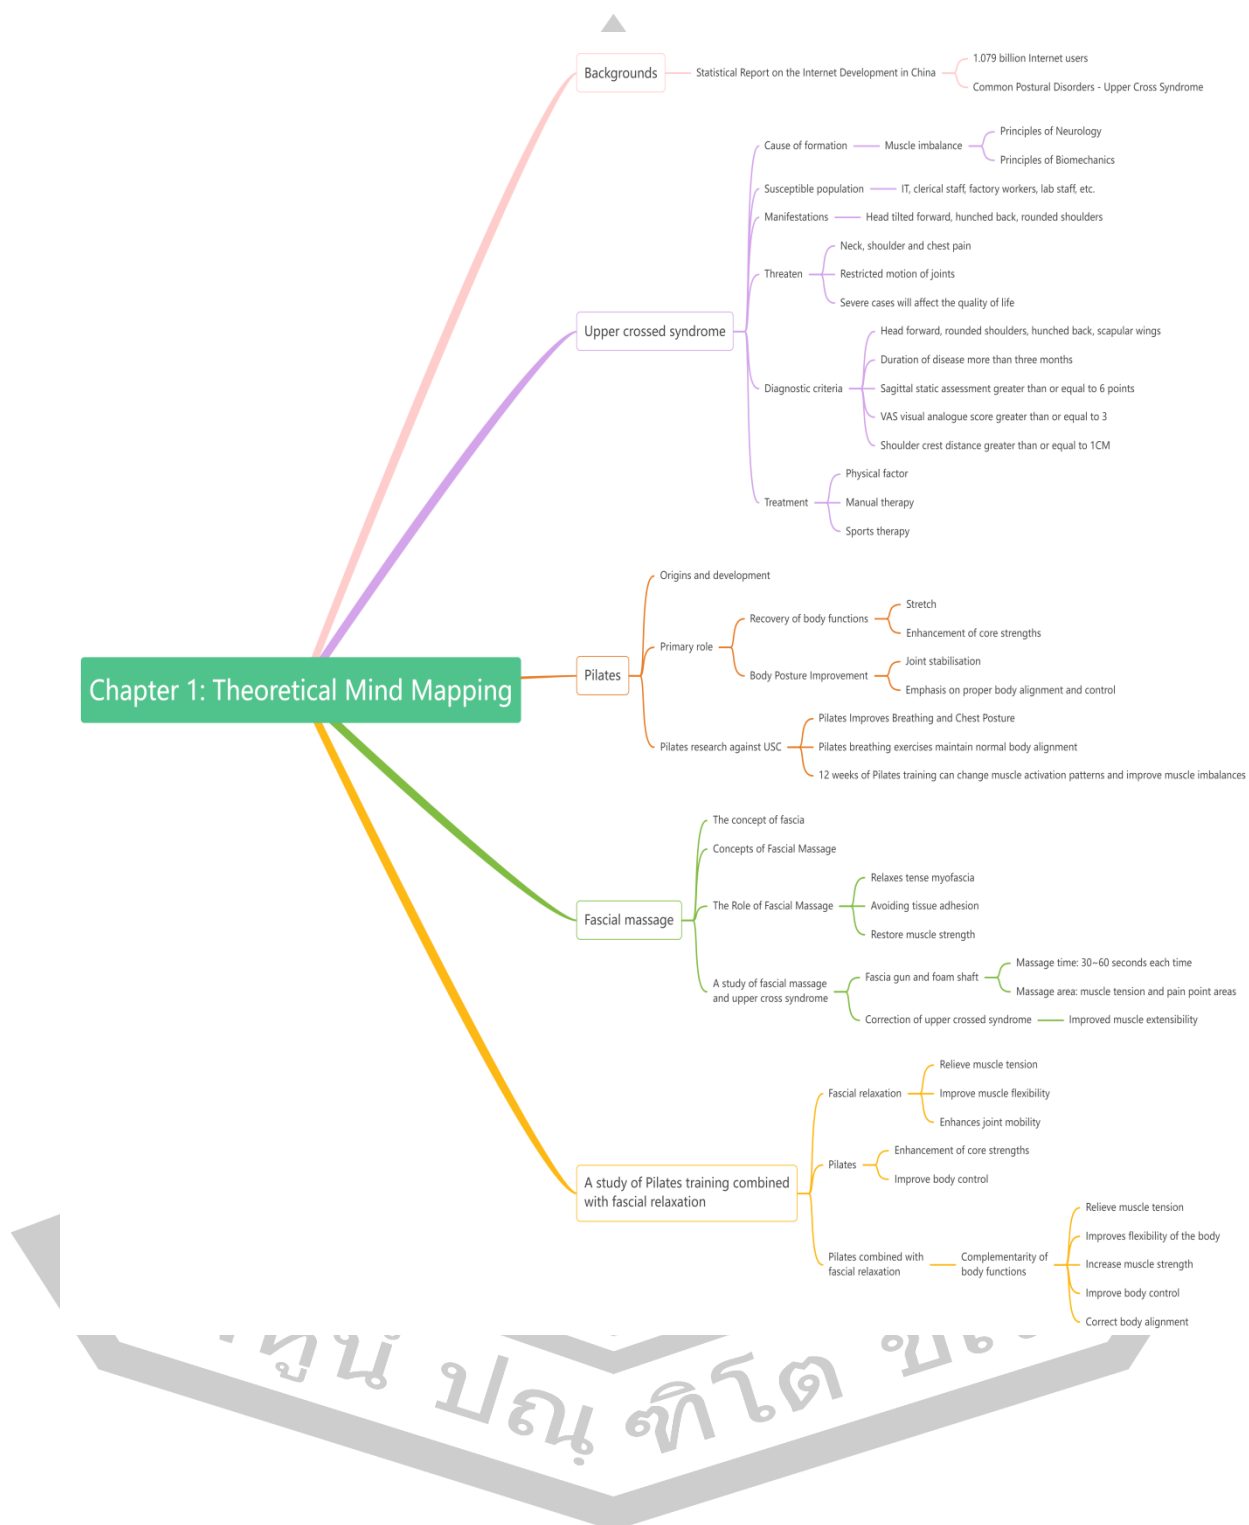 Chapter 1: Theoretical Mind Mapping
Backgrounds
Statistical Report on the Internet Development in China
1.079 billion Internet users
Common Postural Disorders - Upper Cross Syndrome
Upper crossed syndrome
Cause of formation
Muscle imbalance
Principles of Neurology
Principles of Biomechanics
Susceptible population
IT, clerical staff, factory workers, lab staff, etc.
Manifestations
Head tilted forward, hunched back, rounded shoulders
Threaten
Neck, shoulder and chest pain
Restricted motion of joints
Severe cases will affect the quality of life
Diagnostic criteria
Head forward, rounded shoulders, hunched back, scapular wings
Duration of disease more than three months
Sagittal static assessment greater than or equal to 6 points
VAS visual analogue score greater than or equal to 3
Shoulder crest distance greater than or equal to 1CM
Treatment
Physical factor
Manual therapy
Sports therapy
Pilates
Origins and development
Primary role
Recovery of body functions
Stretch
Enhancement of core strengths
Body Posture Improvement
Joint stabilisation
Emphasis on proper body alignment and control
Pilates research against USC
Pilates Improves Breathing and Chest Posture
Pilates breathing exercises maintain normal body alignment
12 weeks of Pilates training can change muscle activation patterns and improve muscle imbalances
Fascial massage
The concept of fascia
Concepts of Fascial Massage
The Role of Fascial Massage
Relaxes tense myofascia
Avoiding tissue adhesion
Restore muscle strength
A study of fascial massage
and upper cross syndrome
Fascia gun and foam shaft
Massage time: 30~60 seconds each time
Massage area: muscle tension and pain point areas
Correction of upper crossed syndrome
Improved muscle extensibility
A study of Pilates training combined
with fascial relaxation
Fascial relaxation
Relieve muscle tension
Improve muscle flexibility
Enhances joint mobility
Pilates
Enhancement of core strengths
Improve body control
Pilates combined with
fascial relaxation
Complementarity of
body functions
Relieve muscle tension
Improves flexibility of the body
Increase muscle strength
Improve body control
Correct body alignment
ปณฺ ฑิโต